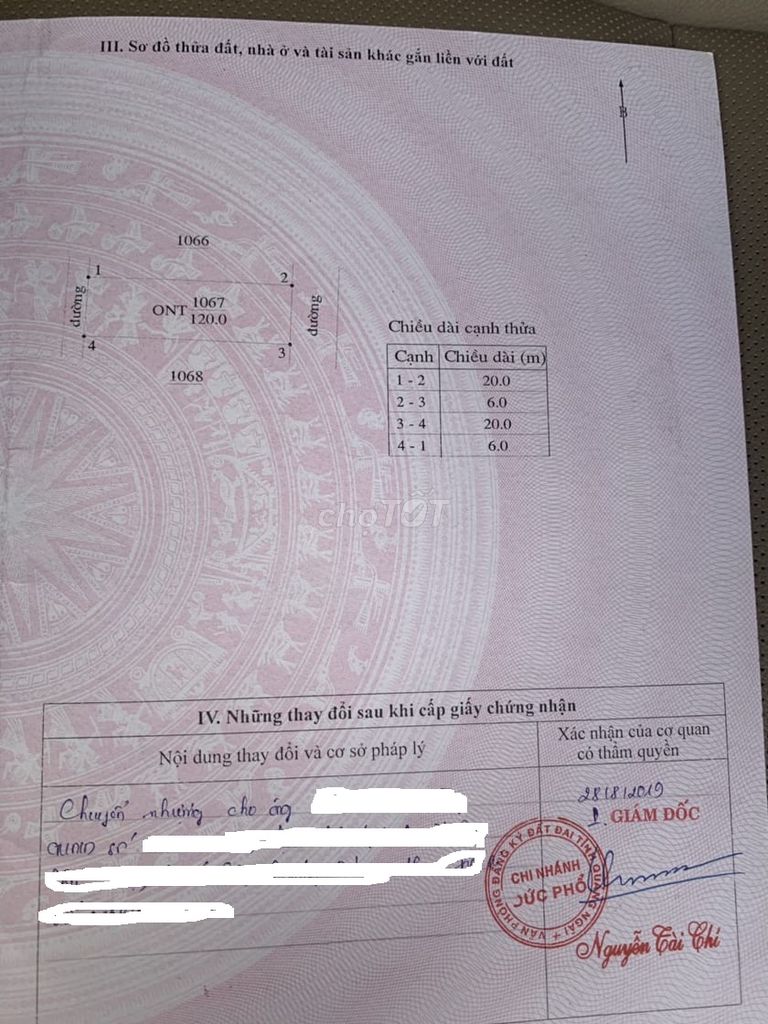 III. Sơ đồ thửa đất, nhà ở và tài sản khác gắn liền với đất
B
1066
1
2
đường
ONT 1067
120.0
đường
4
3
1068
Chiều dài cạnh thửa
Cạnh Chiều dài (m)
1 - 2 20.0
2 - 3 6.0
3 - 4 20.0
4 - 1 6.0
chợTỐT
IV. Những thay đổi sau khi cấp giấy chứng nhận
Nội dung thay đổi và cơ sở pháp lý
Xác nhận của cơ quan
có thẩm quyền
Chuyển nhượng cho ông
CMND số
28/8/2019
GIÁM ĐỐC
VĂN PHÒNG ĐĂNG KÝ ĐẤT ĐAI TỈNH QUẢNG NGÃI
CHI NHÁNH
ĐỨC PHỔ
Nguyễn Tài Chí